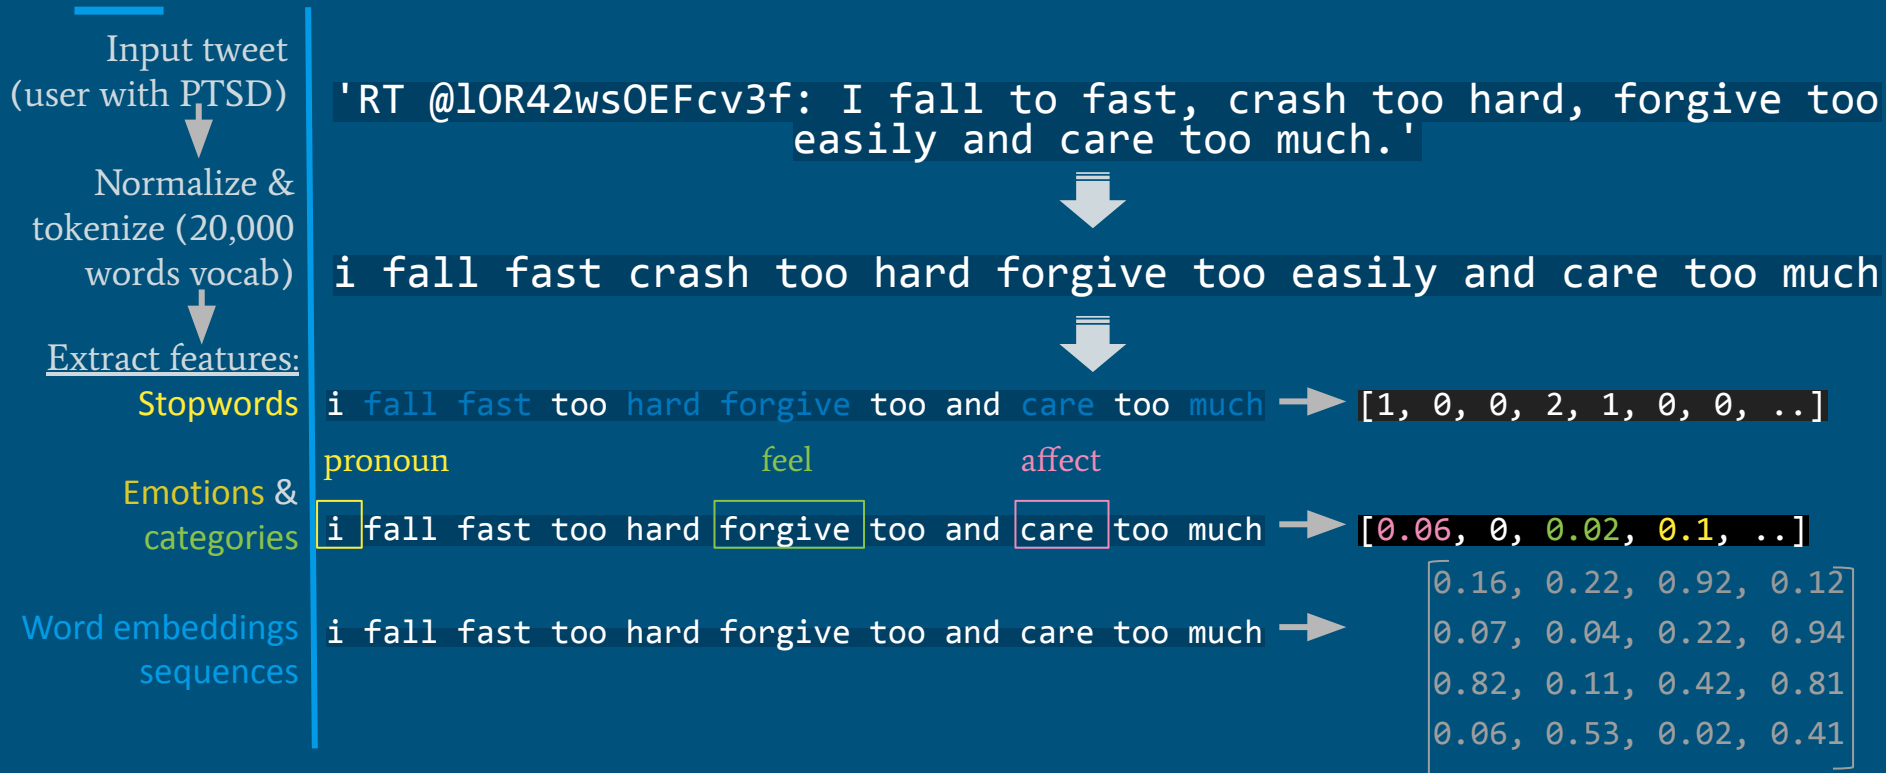 Input tweet
(user with PTSD)
'RT @lOR42wsOEFcv3f: I fall to fast, crash too hard, forgive too
easily and care too much.'
Normalize &
tokenize (20,000
words vocab)
i fall fast crash too hard forgive too easily and care too much
Extract features:
Stopwords
i fall fast too hard forgive too and care too much
[1, 0, 0, 2, 1, 0, 0, ..]
pronoun feel affect
Emotions &
categories
i fall fast too hard forgive too and care too much
[0.06, 0, 0.02, 0.1, ..]
Word embeddings
sequences
i fall fast too hard forgive too and care too much
0.16, 0.22, 0.92, 0.12
0.07, 0.04, 0.22, 0.94
0.82, 0.11, 0.42, 0.81
0.06, 0.53, 0.02, 0.41